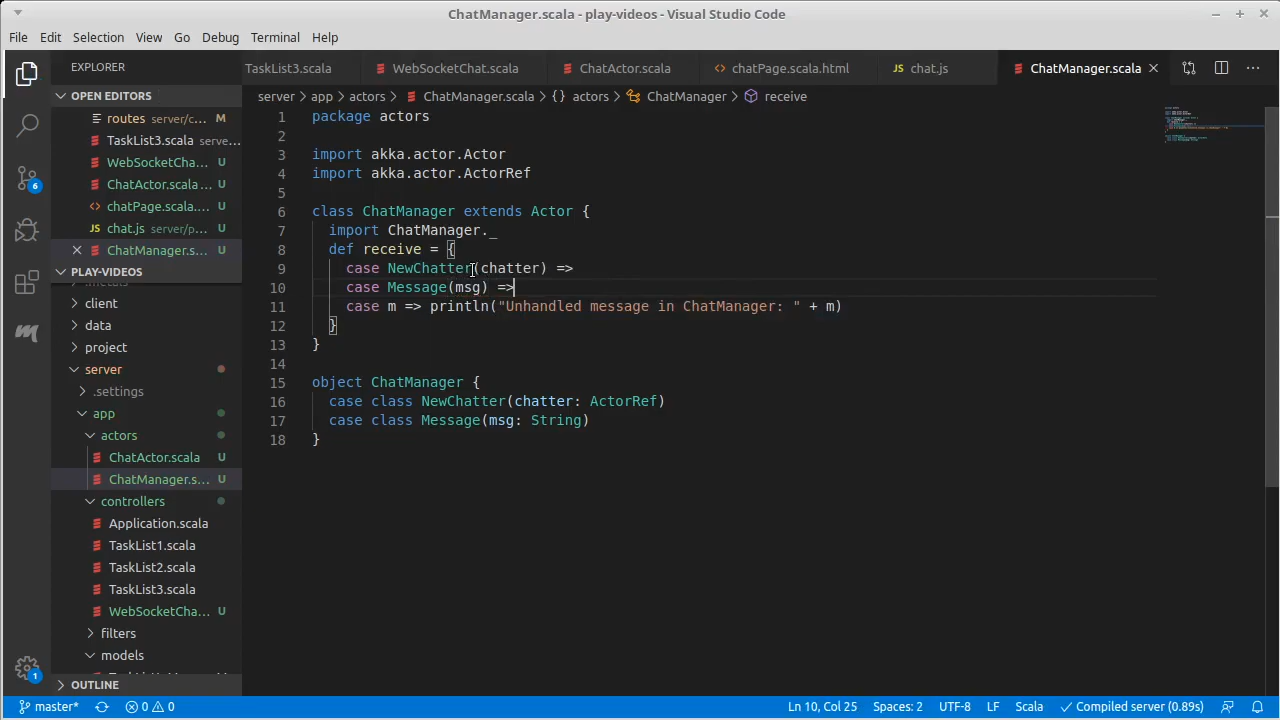 ChatManager.scala - play-videos - Visual Studio Code
File Edit Selection View Go Debug Terminal Help
EXPLORER
TaskList3.scala WebSocketChat.scala ChatActor.scala chatPage.scala.html JS chat.js ChatManager.scala
OPEN EDITORS
server > app > actors > ChatManager.scala > {} actors > ChatManager > receive
routes server/c... M
TaskList3.scala serve...
WebSocketCha... U
ChatActor.scala... U
chatPage.scala.... U
JS chat.js server/p... U
ChatManager.s... U
PLAY-VIDEOS
.metals
client
data
project
server
.settings
app
actors
ChatActor.scala U
ChatManager.s... U
controllers
Application.scala
TaskList1.scala
TaskList2.scala
TaskList3.scala
WebSocketCha... U
filters
models
OUTLINE
6
1
1 package actors
2
3 import akka.actor.Actor
4 import akka.actor.ActorRef
5
6 class ChatManager extends Actor {
7 import ChatManager._
8 def receive = {
9 case NewChatter(chatter) =>
10 case Message(msg) =>
11 case m => println("Unhandled message in ChatManager: " + m)
12 }
13 }
14
15 object ChatManager {
16 case class NewChatter(chatter: ActorRef)
17 case class Message(msg: String)
18 }
master* 0 0 Ln 10, Col 25 Spaces: 2 UTF-8 LF Scala Compiled server (0.89s)